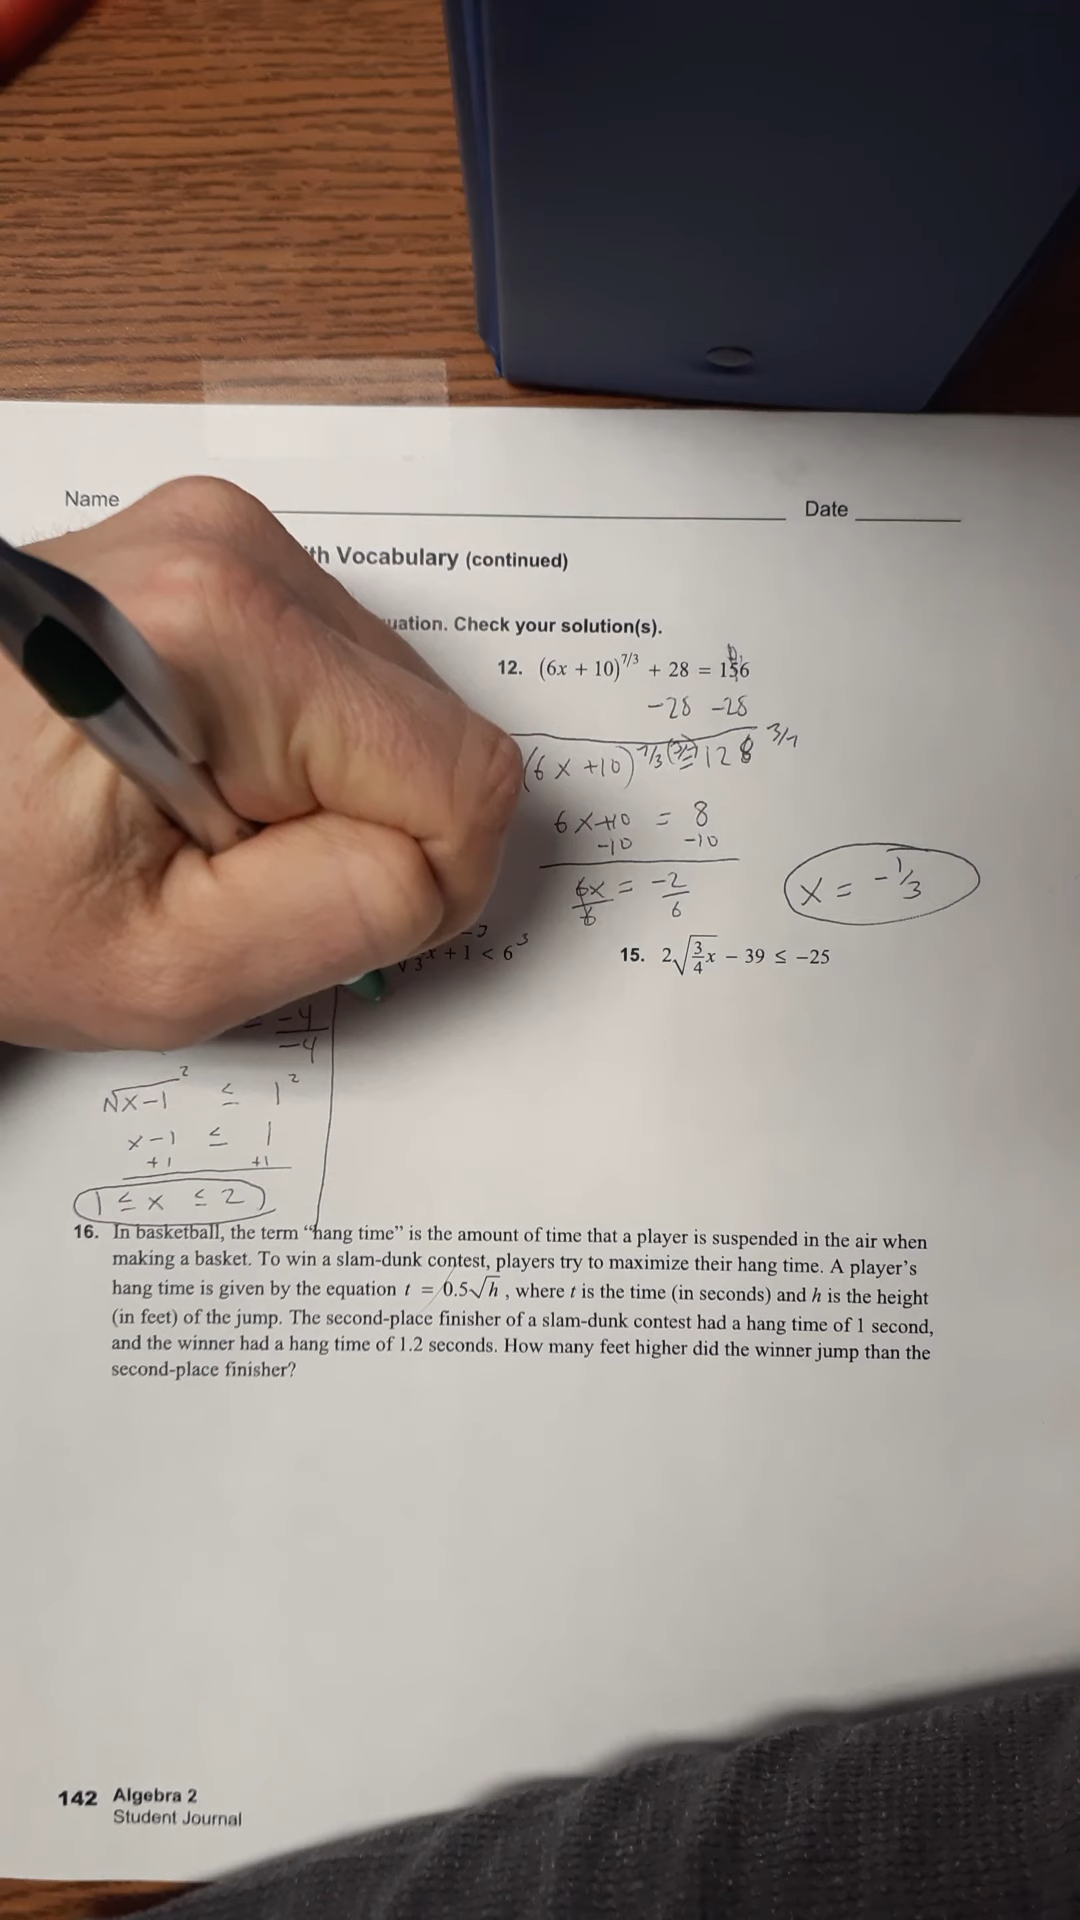 Name Date
Vocabulary (continued)
Check your solution(s).
12. (6x + 10)^7/3 + 28 = 156
-28 -28
(6x +10) 128 3/7
6x+10 = 8
-10 -10
6x = -2
6 6
x = -1/3
x + 1 < 6^3
15. 2√(3/4 x) - 39 ≤ -25
-4
-4
√x-1^2 ≤ 1^2
x-1 ≤ 1
+1 +1
1 ≤ x ≤ 2
16. In basketball, the term “hang time” is the amount of time that a player is suspended in the air when
making a basket. To win a slam-dunk contest, players try to maximize their hang time. A player’s
hang time is given by the equation t = 0.5√h , where t is the time (in seconds) and h is the height
(in feet) of the jump. The second-place finisher of a slam-dunk contest had a hang time of 1 second,
and the winner had a hang time of 1.2 seconds. How many feet higher did the winner jump than the
second-place finisher?
142 Algebra 2
Student Journal